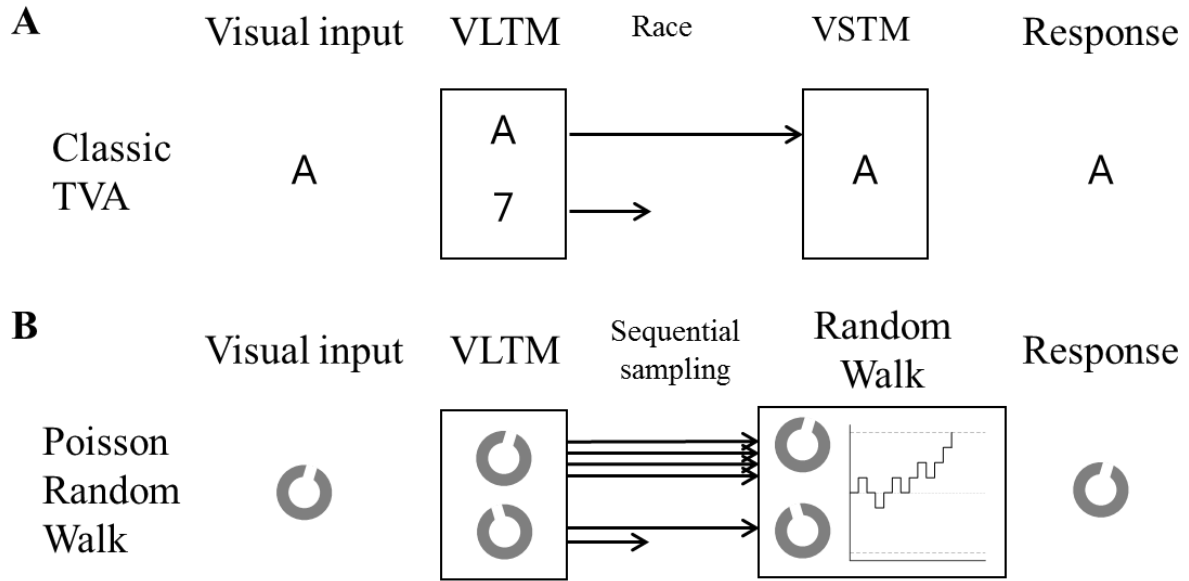 A
Visual input VLTM Race VSTM Response
Classic
TVA
A
A
7
A
A
B
Visual input VLTM Sequential
sampling Random
Walk Response
Poisson
Random
Walk